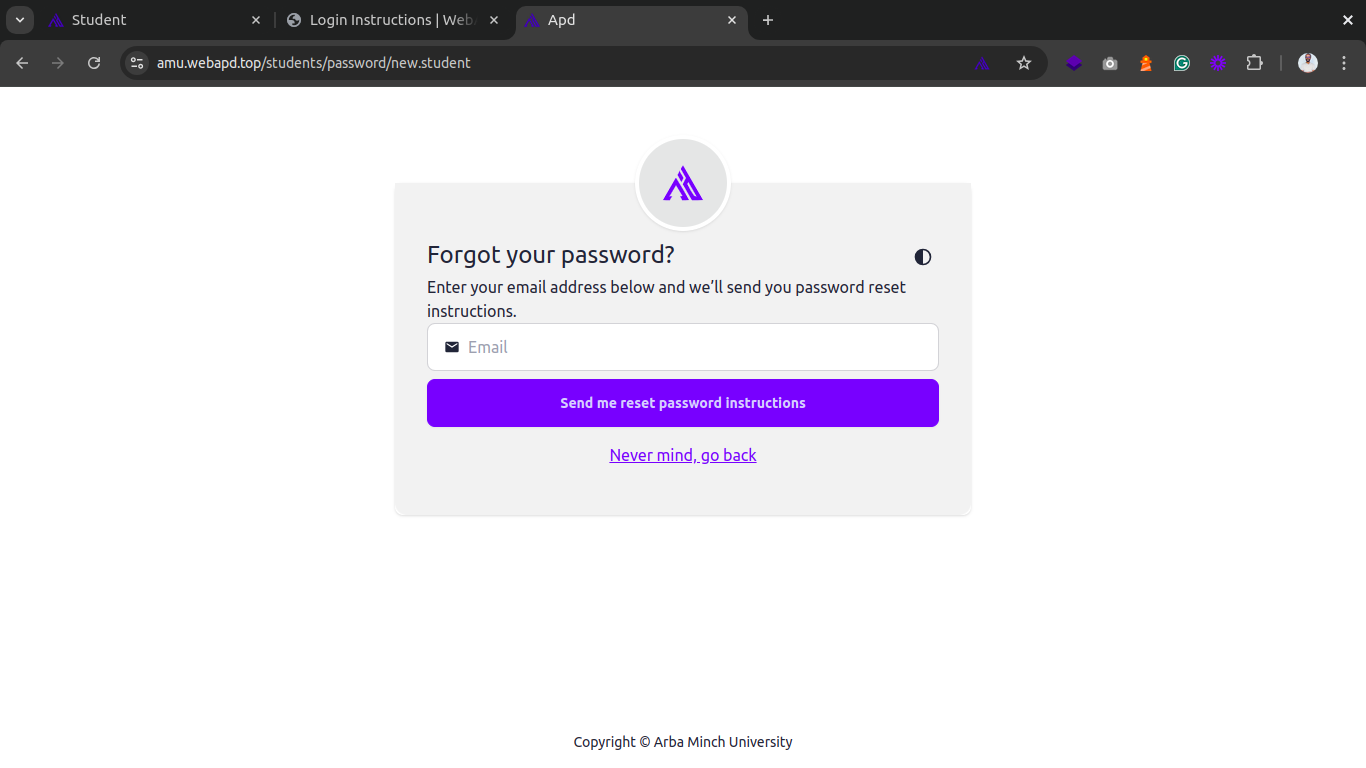 Student
Login Instructions | Web
Apd
amu.webapd.top/students/password/new.student
Forgot your password?
Enter your email address below and we’ll send you password reset
instructions.
Email
Send me reset password instructions
Never mind, go back
Copyright © Arba Minch University